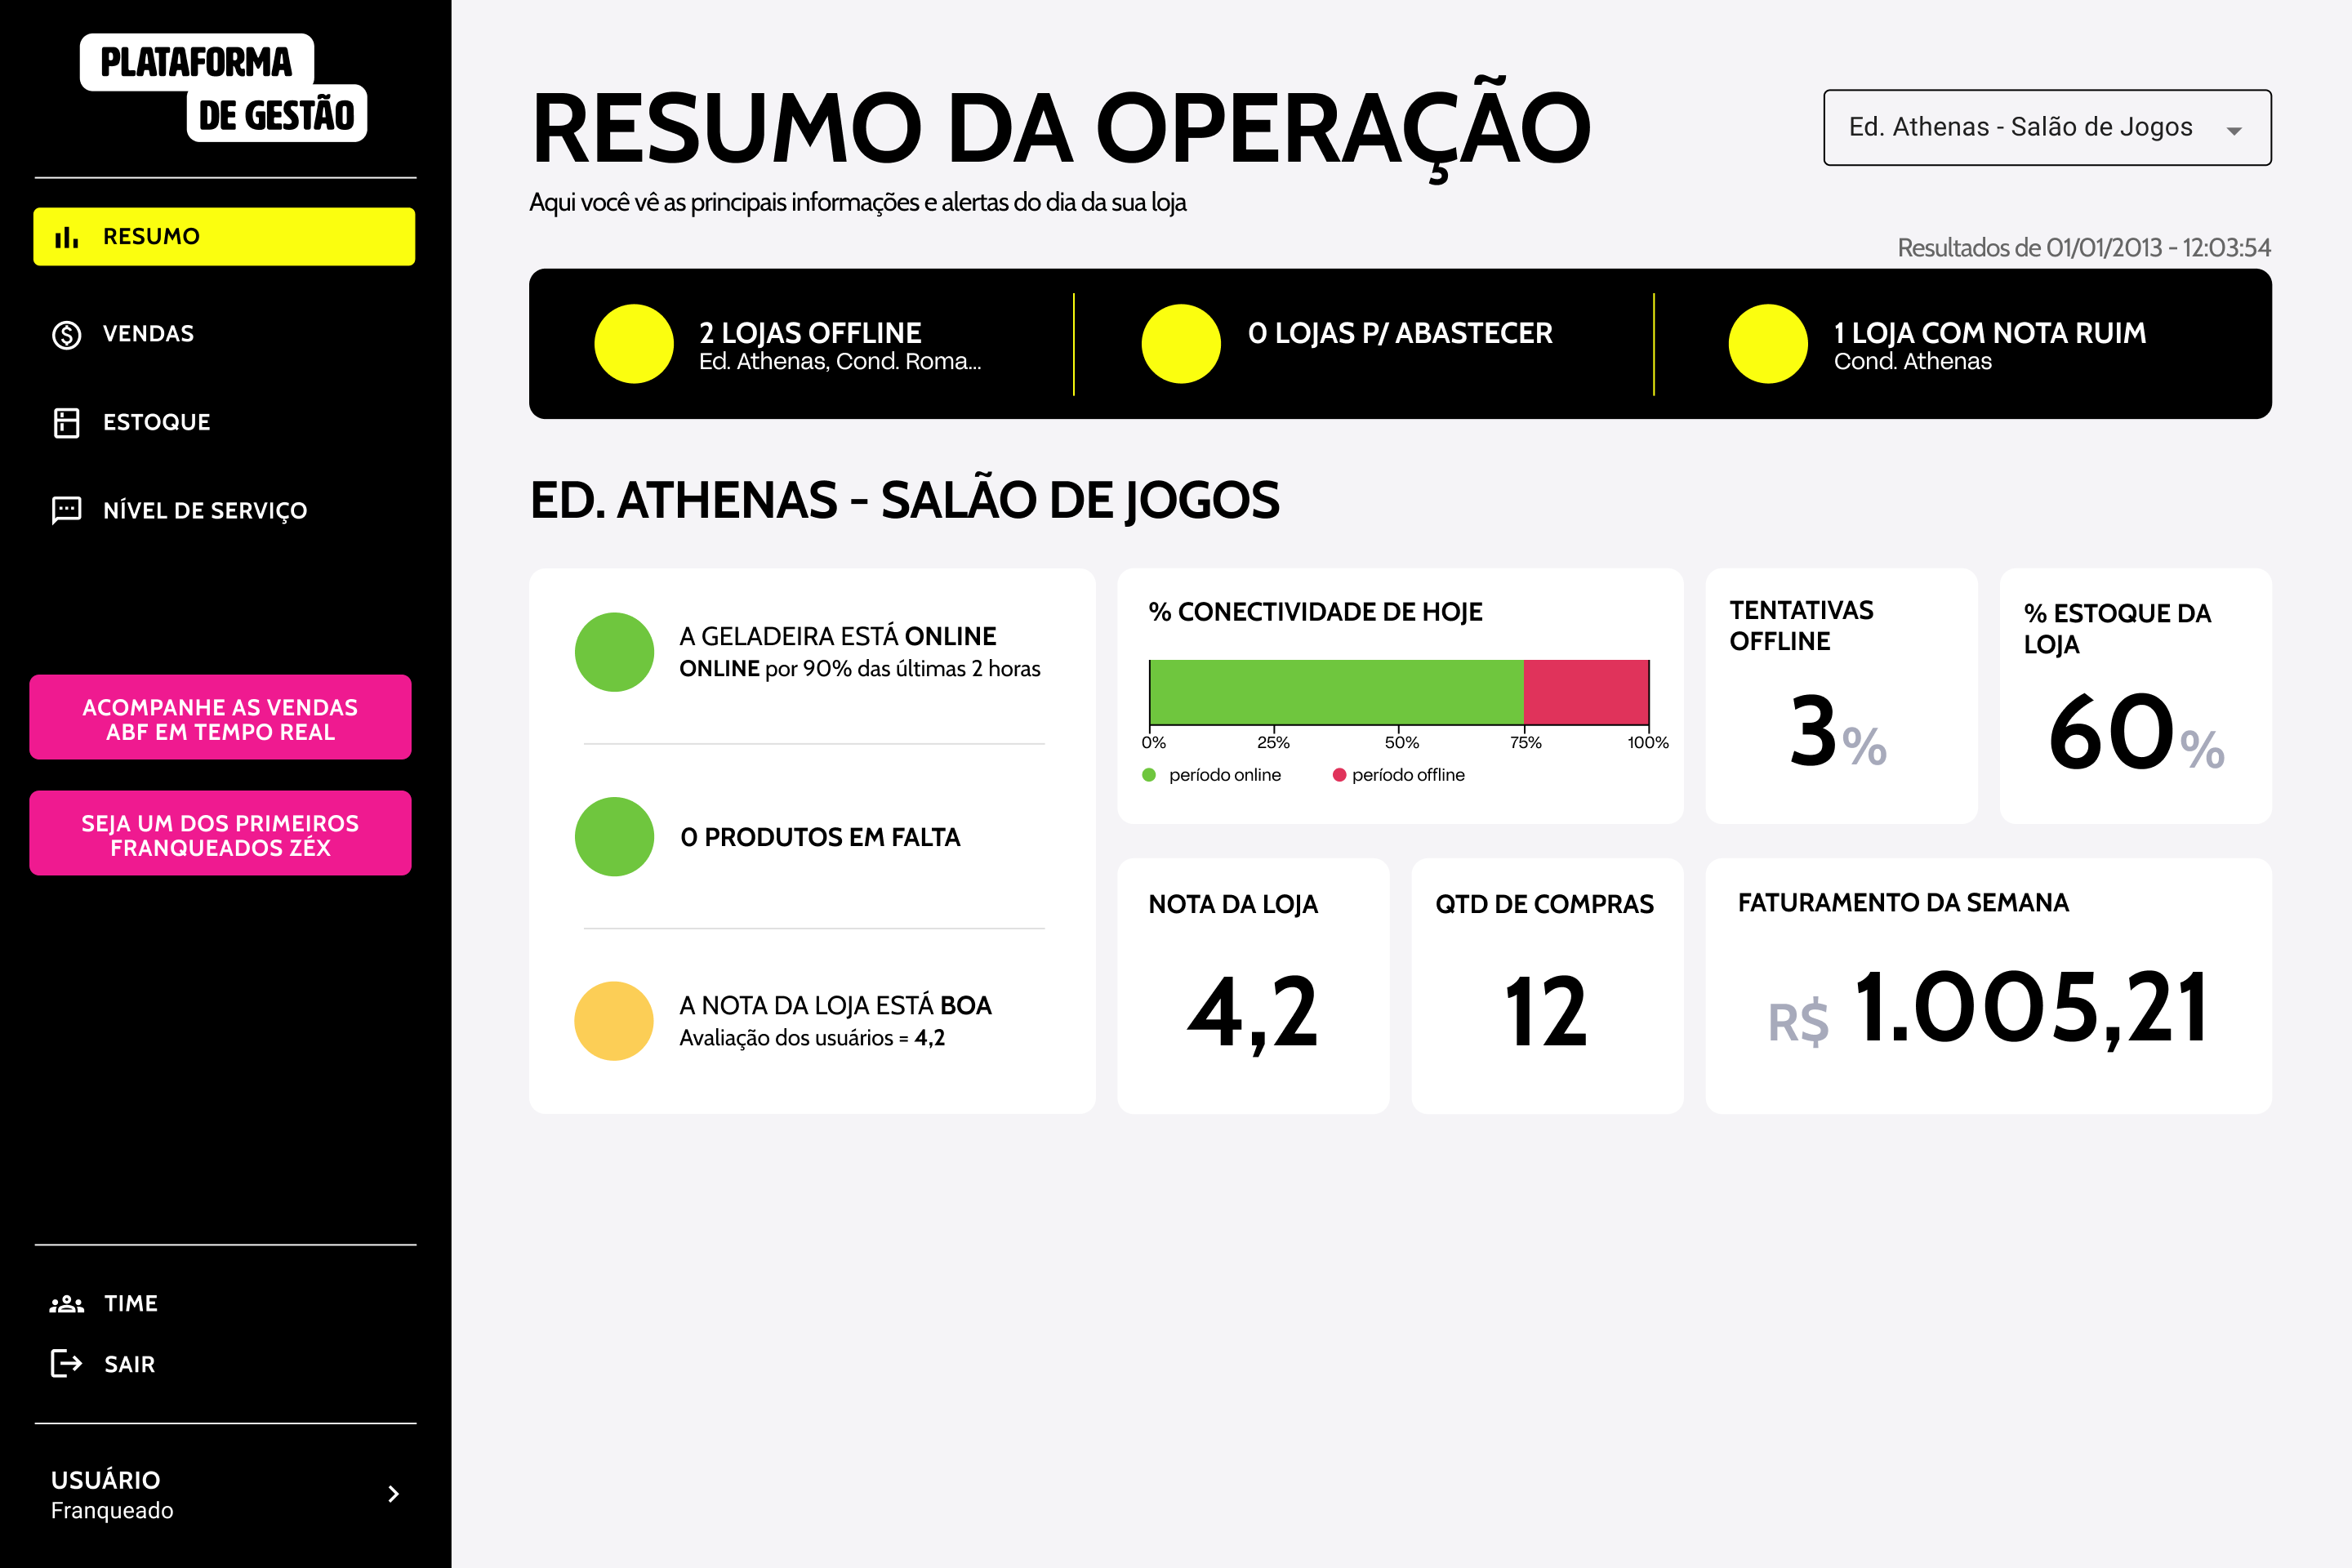 PLATAFORMA
DE GESTÃO
RESUMO
VENDAS
ESTOQUE
NÍVEL DE SERVIÇO
ACOMPANHE AS VENDAS
ABF EM TEMPO REAL
SEJA UM DOS PRIMEIROS
FRANQUEADOS ZÉX
TIME
SAIR
USUÁRIO
Franqueado
RESUMO DA OPERAÇÃO
Ed. Athenas - Salão de Jogos
Aqui você vê as principais informações e alertas do dia da sua loja
Resultados de 01/01/2013 - 12:03:54
2 LOJAS OFFLINE
Ed. Athenas, Cond. Roma...
0 LOJAS P/ ABASTECER
1 LOJA COM NOTA RUIM
Cond. Athenas
ED. ATHENAS - SALÃO DE JOGOS
A GELADEIRA ESTÁ ONLINE
ONLINE por 90% das últimas 2 horas
0 PRODUTOS EM FALTA
A NOTA DA LOJA ESTÁ BOA
Avaliação dos usuários = 4,2
% CONECTIVIDADE DE HOJE
0% 25% 50% 75% 100%
período online período offline
TENTATIVAS
OFFLINE
3%
% ESTOQUE DA
LOJA
60%
NOTA DA LOJA
4,2
QTD DE COMPRAS
12
FATURAMENTO DA SEMANA
R$ 1.005,21